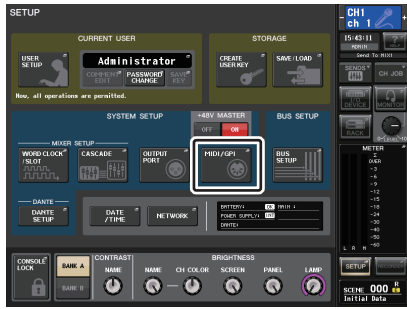 SETUP
CURRENT USER
USER SETUP
Administrator
COMMENT EDIT
PASSWORD CHANGE
SAVE KEY
Now, all operations are permitted.
STORAGE
CREATE USER KEY
SAVE/LOAD
SYSTEM SETUP
+48V MASTER
OFF
ON
BUS SETUP
MIXER SETUP
WORD CLOCK /SLOT
CASCADE
OUTPUT PORT
MIDI/GPI
BUS SETUP
DANTE
DANTE SETUP
DATE /TIME
NETWORK
BATTERY: OK MAIN :
POWER SUPPLY: INT
DANTE:
CONSOLE LOCK
BANK A
BANK B
CONTRAST
NAME
BRIGHTNESS
NAME
CH COLOR
SCREEN
PANEL
LAMP
CH1
ch 1
15:43:11
ADMIN
Send To MIX1
SENDS
CH JOB
DEVICE
MONITOR
RACK
METER
Σ
OVER
-3
-6
-9
-12
-15
-18
-24
-30
-40
-50
-60
L R M
SETUP
RECORDER
SCENE 000 R
Initial Data